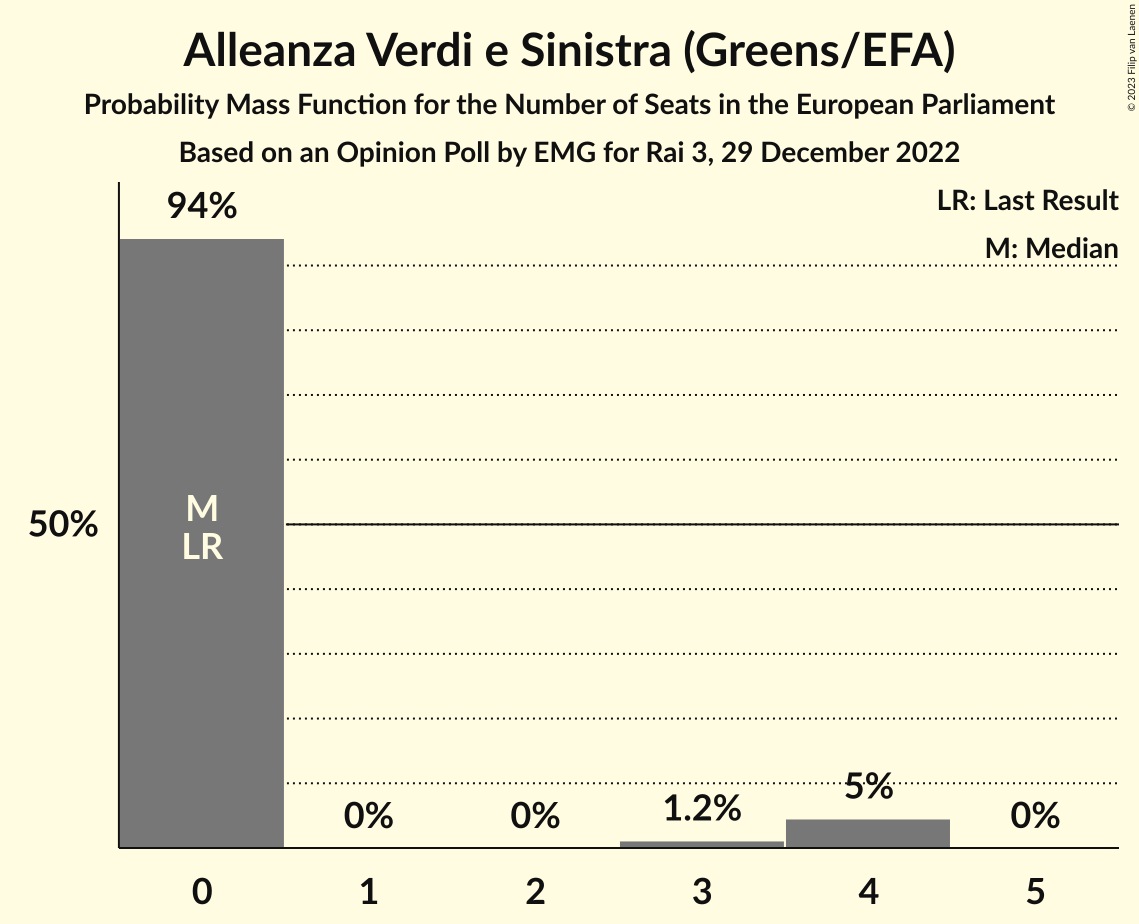 Alleanza Verdi e Sinistra (Greens/EFA)
Probability Mass Function for the Number of Seats in the European Parliament
Based on an Opinion Poll by EMG for Rai 3, 29 December 2022
© 2023 Filip van Laenen
LR: Last Result
M: Median
94%
50%
M
LR
0%
0%
1.2%
5%
0%
0
1
2
3
4
5